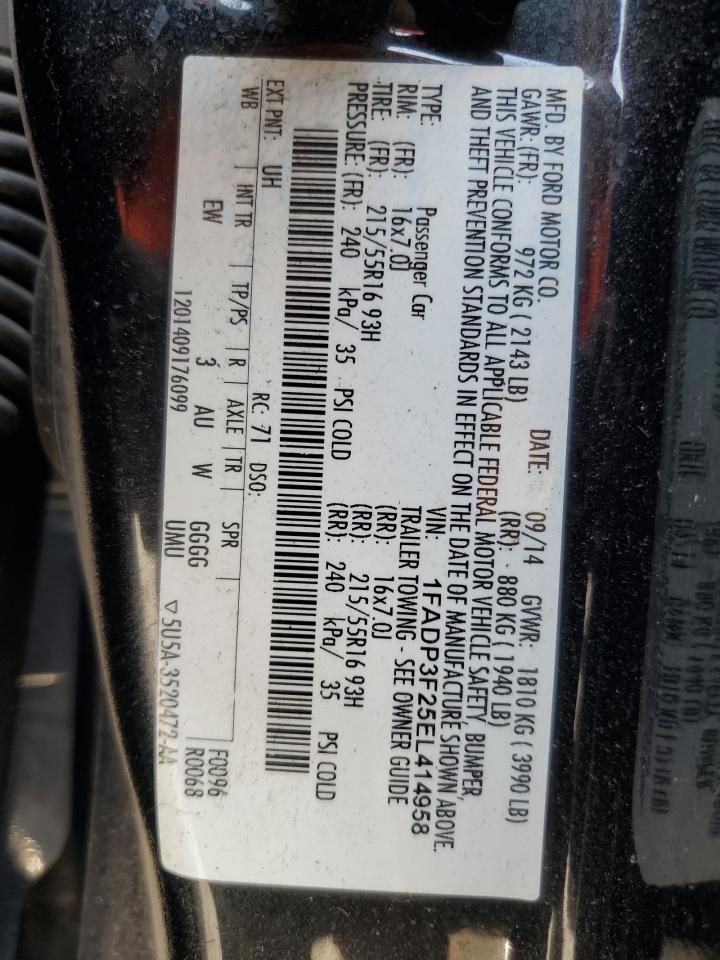 MFD. BY FORD MOTOR CO. DATE: 09/14 GVWR: 1810 KG ( 3990 LB)
GAWR: (FR): 972 KG ( 2143 LB) (RR): 880 KG ( 1940 LB)
THIS VEHICLE CONFORMS TO ALL APPLICABLE FEDERAL MOTOR VEHICLE SAFETY, BUMPER,
AND THEFT PREVENTION STANDARDS IN EFFECT ON THE DATE OF MANUFACTURE SHOWN ABOVE.
VIN: 1FADP3F25EL414958
TYPE: Passenger Car TRAILER TOWING - SEE OWNER GUIDE
RIM: (FR): 16x7.0J (RR): 16x7.0J
TIRE: (FR): 215/55R16 93H (RR): 215/55R16 93H
PRESSURE: (FR): 240 kPa/ 35 PSI COLD (RR): 240 kPa/ 35 PSI COLD
EXT PNT: UH RC: 71 DSO: F0096
WB INT TR TP/PS R AXLE TR SPR R0068
EW 3 AU W GGGG
1201409176099 UMU ▽5U5A-3520472-AA